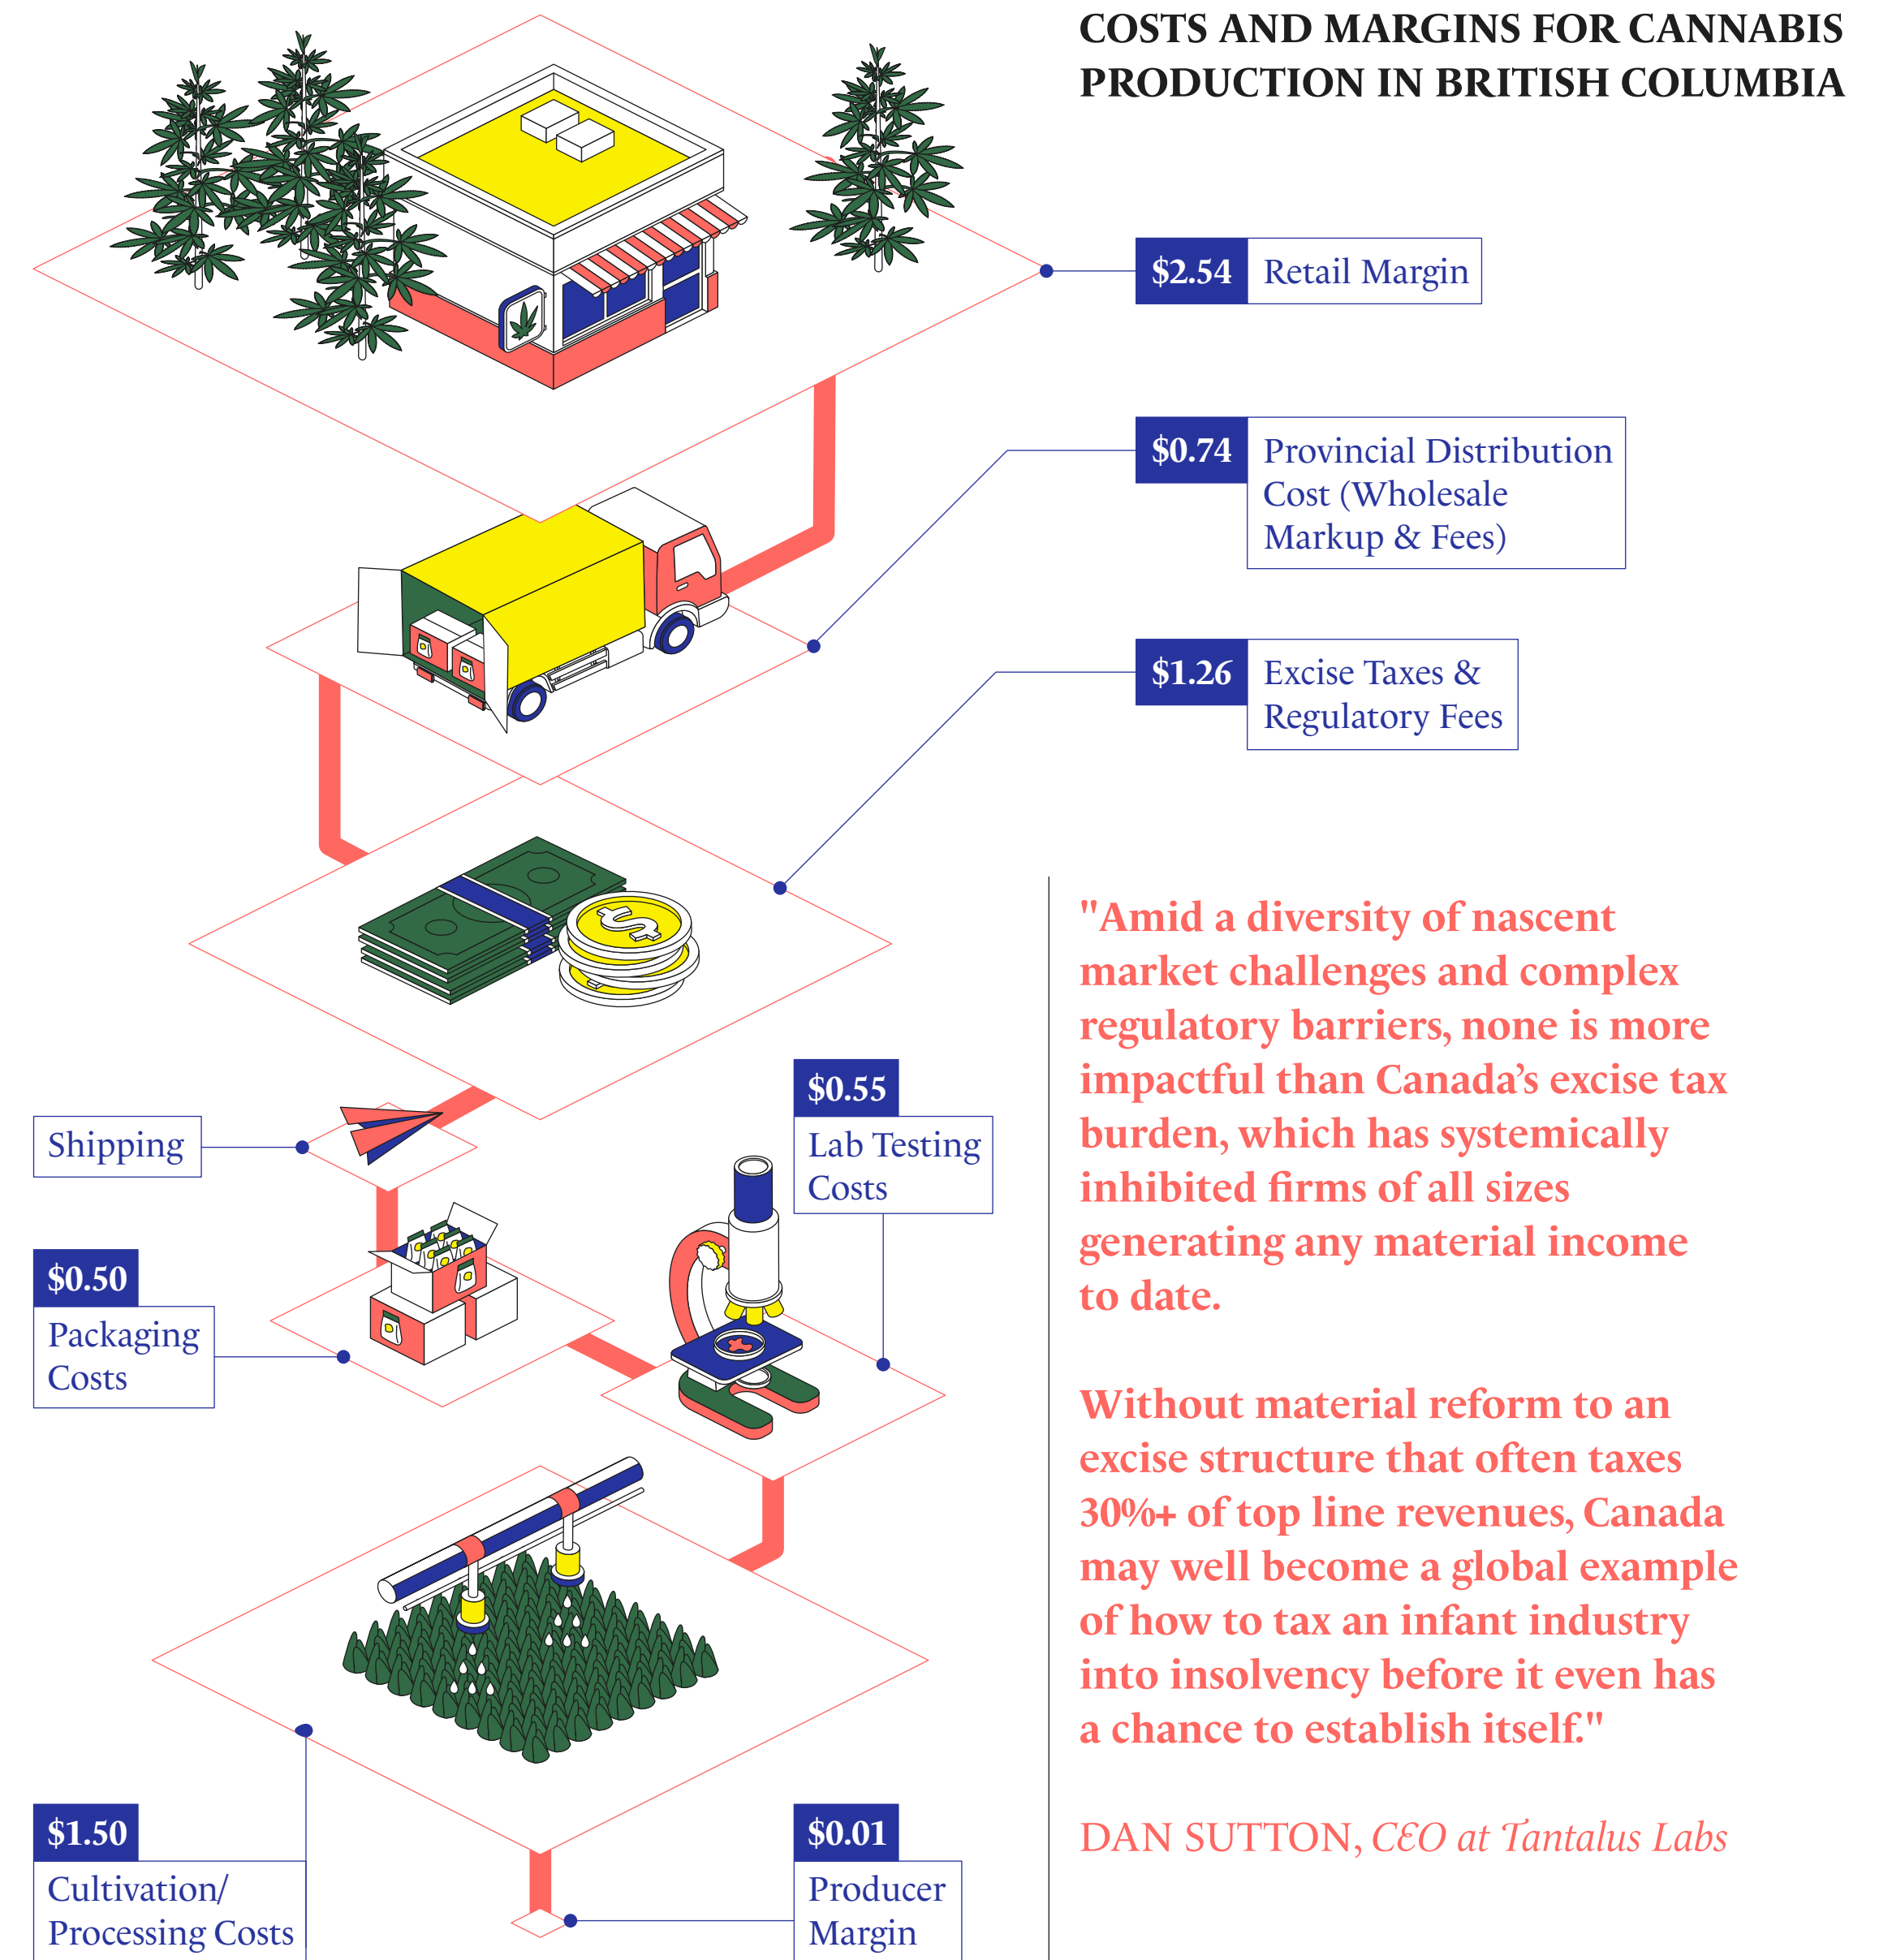 COSTS AND MARGINS FOR CANNABIS
PRODUCTION IN BRITISH COLUMBIA
$2.54
Retail Margin
$0.74
Provincial Distribution
Cost (Wholesale
Markup & Fees)
$1.26
Excise Taxes &
Regulatory Fees
Shipping
$0.55
Lab Testing
Costs
$0.50
Packaging
Costs
$1.50
Cultivation/
Processing Costs
$0.01
Producer
Margin
"Amid a diversity of nascent
market challenges and complex
regulatory barriers, none is more
impactful than Canada’s excise tax
burden, which has systemically
inhibited firms of all sizes
generating any material income
to date.
Without material reform to an
excise structure that often taxes
30%+ of top line revenues, Canada
may well become a global example
of how to tax an infant industry
into insolvency before it even has
a chance to establish itself."
DAN SUTTON, CEO at Tantalus Labs